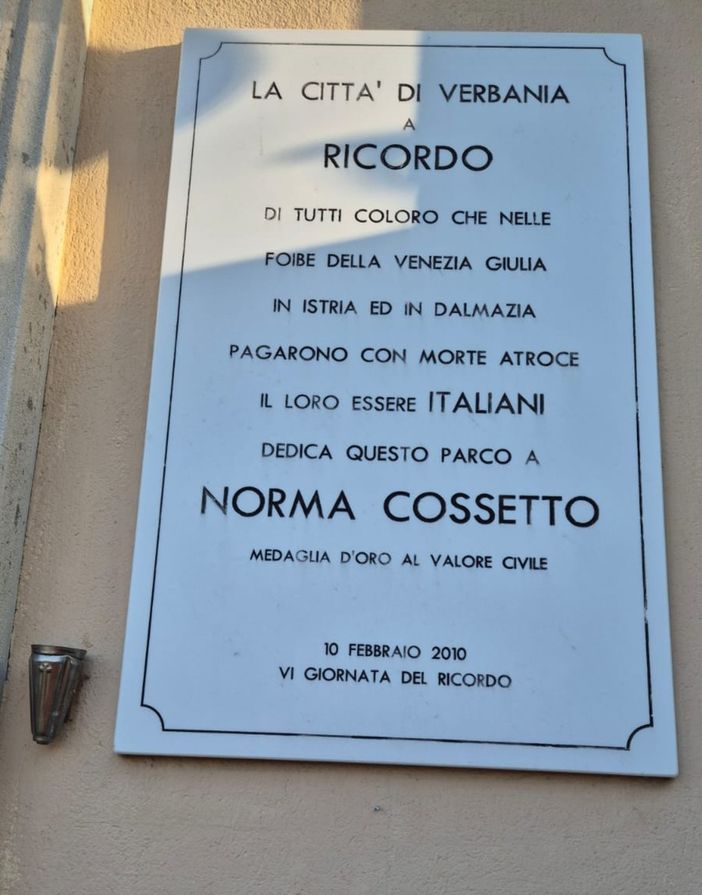 LA CITTA' DI VERBANIA
A
RICORDO
DI TUTTI COLORO CHE NELLE
FOIBE DELLA VENEZIA GIULIA
IN ISTRIA ED IN DALMAZIA
PAGARONO CON MORTE ATROCE
IL LORO ESSERE ITALIANI
DEDICA QUESTO PARCO A
NORMA COSSETTO
MEDAGLIA D'ORO AL VALORE CIVILE
10 FEBBRAIO 2010
VI GIORNATA DEL RICORDO